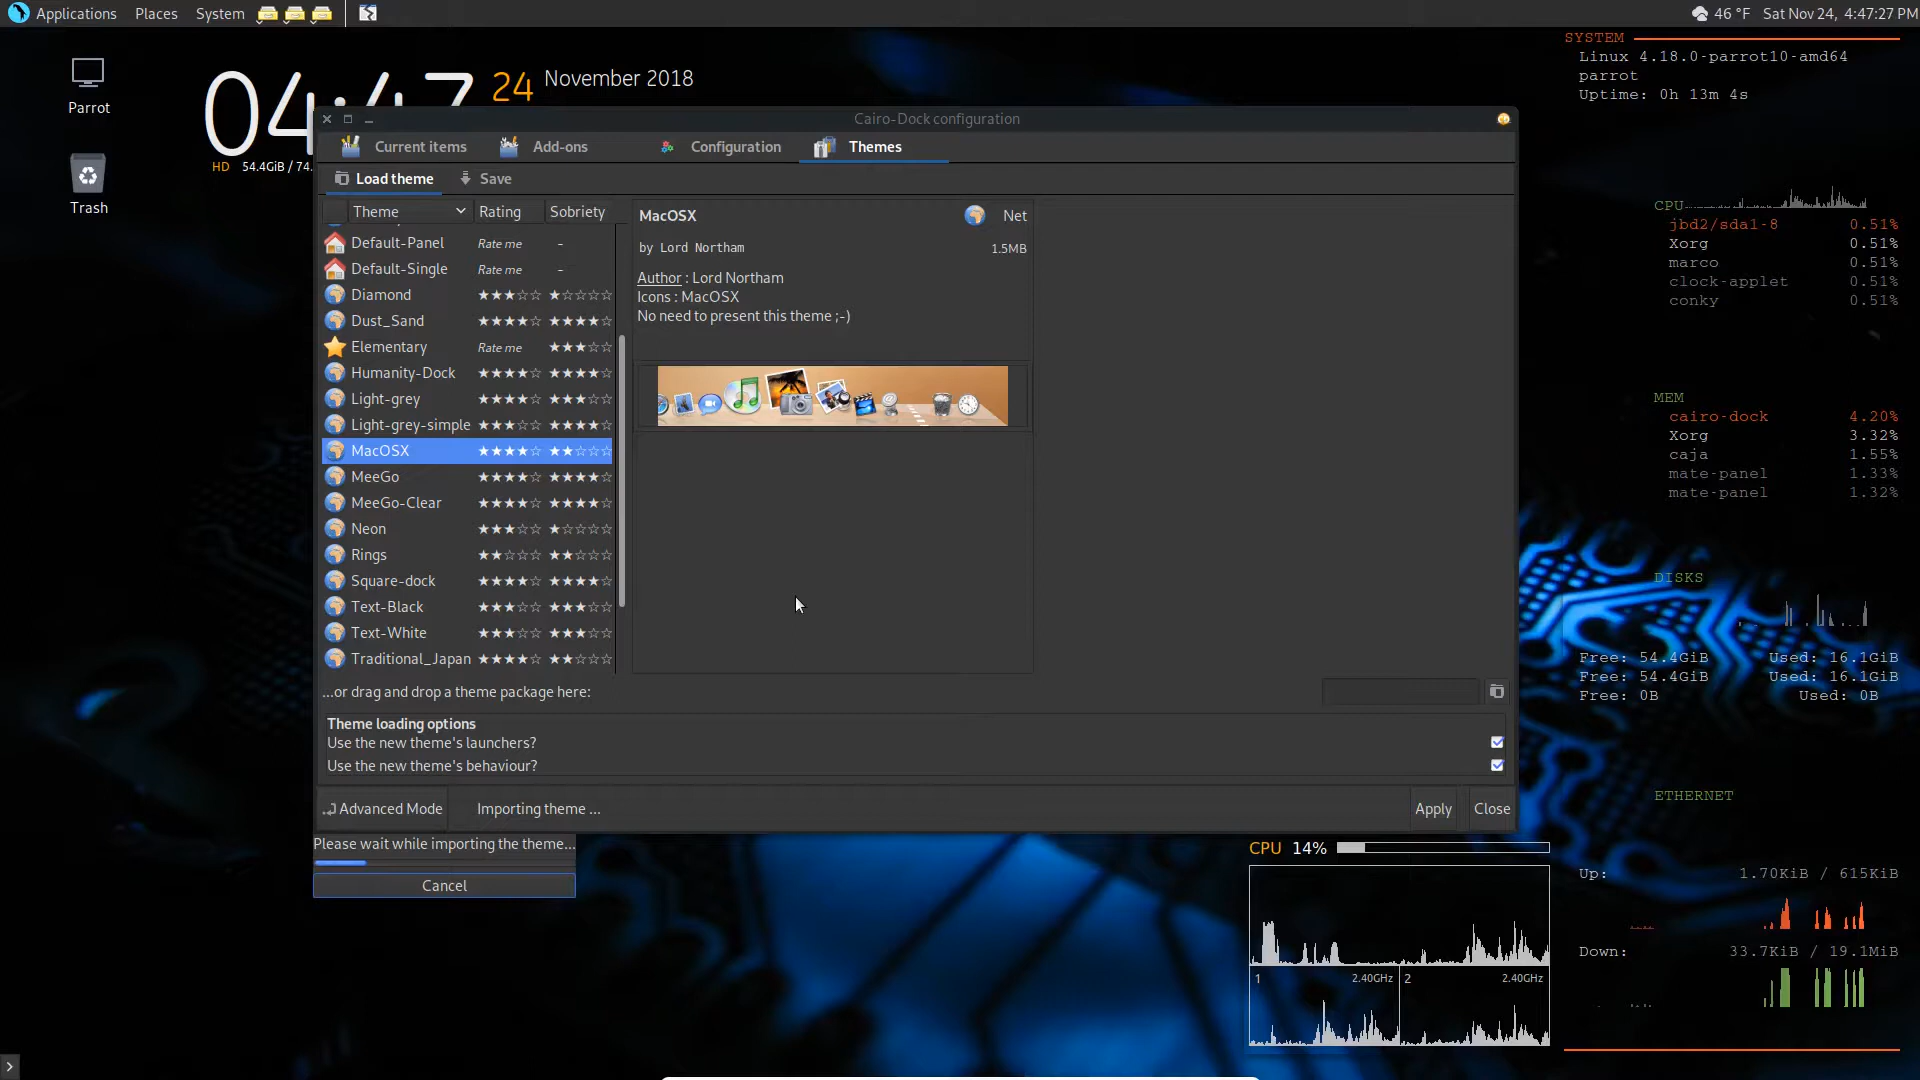 Applications Places System
46 °F Sat Nov 24, 4:47:27 PM
Parrot
Trash
04:47 24 November 2018
HD 54.4GiB / 74.
Cairo-Dock configuration
Current items Add-ons Configuration Themes
Load theme Save
Theme Rating Sobriety
Default-Panel Rate me -
Default-Single Rate me -
Diamond ★★★☆☆ ★☆☆☆☆
Dust_Sand ★★★★☆ ★★★★☆
Elementary Rate me ★★★☆☆
Humanity-Dock ★★★★☆ ★★★★☆
Light-grey ★★★★☆ ★★★☆☆
Light-grey-simple ★★★☆☆ ★★★★☆
MacOSX ★★★★☆ ★★☆☆☆
MeeGo ★★★★☆ ★★★☆☆
MeeGo-Clear ★★★★☆ ★★★★☆
Neon ★★★☆☆ ★☆☆☆☆
Rings ★★☆☆☆ ★★☆☆☆
Square-dock ★★★★☆ ★★★★☆
Text-Black ★★★☆☆ ★★★☆☆
Text-White ★★★☆☆ ★★★☆☆
Traditional_Japan ★★★★☆ ★★☆☆☆
MacOSX Net
by Lord Northam 1.5MB
Author : Lord Northam
Icons : MacOSX
No need to present this theme ;-)
...or drag and drop a theme package here:
Theme loading options
Use the new theme's launchers?
Use the new theme's behaviour?
Advanced Mode Importing theme ... Apply Close
Please wait while importing the theme...
Cancel
SYSTEM
Linux 4.18.0-parrot10-amd64
parrot
Uptime: 0h 13m 4s
CPU
jbd2/sda1-8 0.51%
Xorg 0.51%
marco 0.51%
clock-applet 0.51%
conky 0.51%
MEM
cairo-dock 4.20%
Xorg 3.32%
caja 1.55%
mate-panel 1.33%
mate-panel 1.32%
DISKS
Free: 54.4GiB Used: 16.1GiB
Free: 54.4GiB Used: 16.1GiB
Free: 0B Used: 0B
ETHERNET
Up: 1.70KiB / 615KiB
Down: 33.7KiB / 19.1MiB
CPU 14%
1 2.40GHz 2 2.40GHz